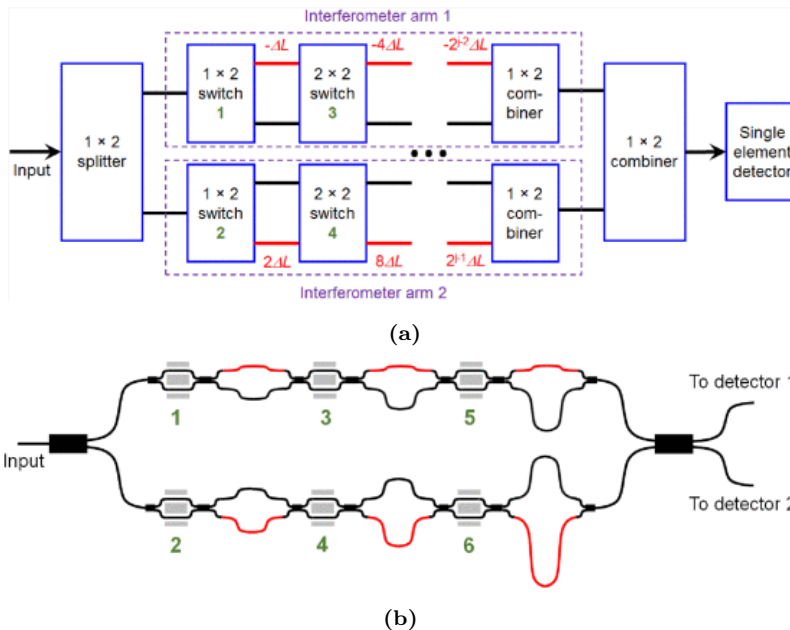 Interferometer arm 1
-ΔL
-4ΔL
-2^{j-2}ΔL
1 × 2
switch
1
2 × 2
switch
3
1 × 2
com-
biner
Input
1 × 2
splitter
1 × 2
combiner
Single
element
detector
1 × 2
switch
2
2 × 2
switch
4
1 × 2
com-
biner
2ΔL
8ΔL
2^{j-1}ΔL
Interferometer arm 2
(a)
1
3
5
To detector 1
Input
2
4
6
To detector 2
(b)